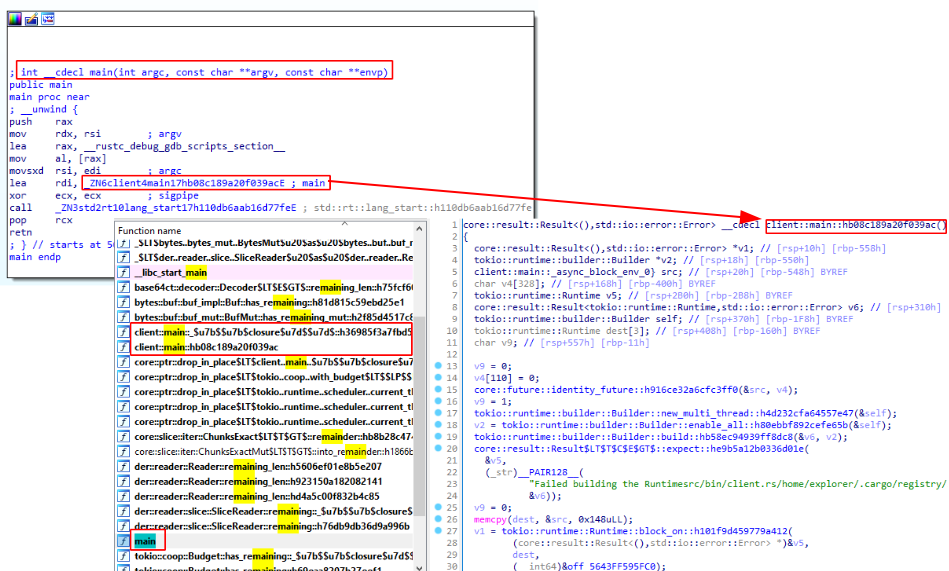 ; int __cdecl main(int argc, const char **argv, const char **envp)
public main
main proc near
; __unwind {
push rax
mov rdx, rsi ; argv
lea rax, __rustc_debug_gdb_scripts_section__
mov al, [rax]
movsxd rsi, edi ; argc
lea rdi, _ZN6client4main17hb08c189a20f039acE ; main
xor ecx, ecx ; sigpipe
call _ZN3std2rt10lang_start17h110db6aab16d77feE ; std::rt::lang_start::h110db6aab16d77fe
pop rcx
retn
; } // starts at
main endp
Function name
_$LT$bytes..bytes_mut..BytesMut$u20$as$u20$bytes..buf..buf_r
_$LT$der..reader..slice..SliceReader$u20$as$u20$der..reader..Re
__libc_start_main
base64ct::decoder::Decoder$LT$E$GT$::remaining_len::h75fcf60
bytes::buf::buf_impl::Buf::has_remaining::h81d815c59ebd25e1
bytes::buf::buf_mut::BufMut::has_remaining_mut::h2f85d4517c8
client::main::_$u7b$$u7b$closure$u7d$$u7d$::h36985f3a7fbd5
client::main::hb08c189a20f039ac
core::ptr::drop_in_place$LT$client..main..$u7b$$u7b$closure$u7
core::ptr::drop_in_place$LT$tokio..coop..with_budget$LT$$LP$$
core::ptr::drop_in_place$LT$tokio..runtime..scheduler..current_th
core::ptr::drop_in_place$LT$tokio..runtime..scheduler..current_th
core::ptr::drop_in_place$LT$tokio..runtime..scheduler..current_th
core::slice::iter::ChunksExact$LT$T$GT$::remainder::hb8b28c474
core::slice::iter::ChunksExactMut$LT$T$GT$::into_remainder::h1866b
der::reader::Reader::remaining_len::h5606ef01e8b5e207
der::reader::Reader::remaining_len::h923150a182082141
der::reader::Reader::remaining_len::hd4a5c00f832b4c85
der::reader::slice::SliceReader::remaining::_$u7b$$u7b$closure$
der::reader::slice::SliceReader::remaining::h76db9db36d9a996b
main
tokio::coop::Budget::has_remaining::_$u7b$$u7b$closure$u7d$$
tokio::coop::Budget::has_remaining::h69eaa8207b27eef1
1 core::result::Result<(),std::io::error::Error> __cdecl client::main::hb08c189a20f039ac()
2 {
3 core::result::Result<(),std::io::error::Error> *v1; // [rsp+10h] [rbp-558h]
4 tokio::runtime::builder::Builder *v2; // [rsp+18h] [rbp-550h]
5 client::main::_async_block_env_0} src; // [rsp+20h] [rbp-548h] BYREF
6 char v4[328]; // [rsp+168h] [rbp-400h] BYREF
7 tokio::runtime::Runtime v5; // [rsp+2B0h] [rbp-2B8h] BYREF
8 core::result::Result<tokio::runtime::Runtime,std::io::error::Error> v6; // [rsp+310h]
9 tokio::runtime::builder::Builder self; // [rsp+370h] [rbp-1F8h] BYREF
10 tokio::runtime::Runtime dest[3]; // [rsp+408h] [rbp-160h] BYREF
11 char v9; // [rsp+557h] [rbp-11h]
12
13 v9 = 0;
14 v4[110] = 0;
15 core::future::identity_future::h916ce32a6cfc3ff0(&src, v4);
16 v9 = 1;
17 tokio::runtime::builder::Builder::new_multi_thread::h4d232cfa64557e47(&self);
18 v2 = tokio::runtime::builder::Builder::enable_all::h80ebbf892cefe65b(&self);
19 tokio::runtime::builder::Builder::build::hb58ec94939ff8dc8(&v6, v2);
20 core::result::Result$LT$T$C$E$GT$::expect::he9b5a12b0336d01e(
21 &v5,
22 (_str)__PAIR128__(
23 "Failed building the Runtimesrc/bin/client.rs/home/explorer/.cargo/registry/
24 &v6));
25 v9 = 0;
26 memcpy(dest, &src, 0x148uLL);
27 v1 = tokio::runtime::Runtime::block_on::h101f9d459779a412(
28 (core::result::Result<(),std::io::error::Error> *)&v5,
29 dest,
30 (__int64)&off_5643FF595FC0);